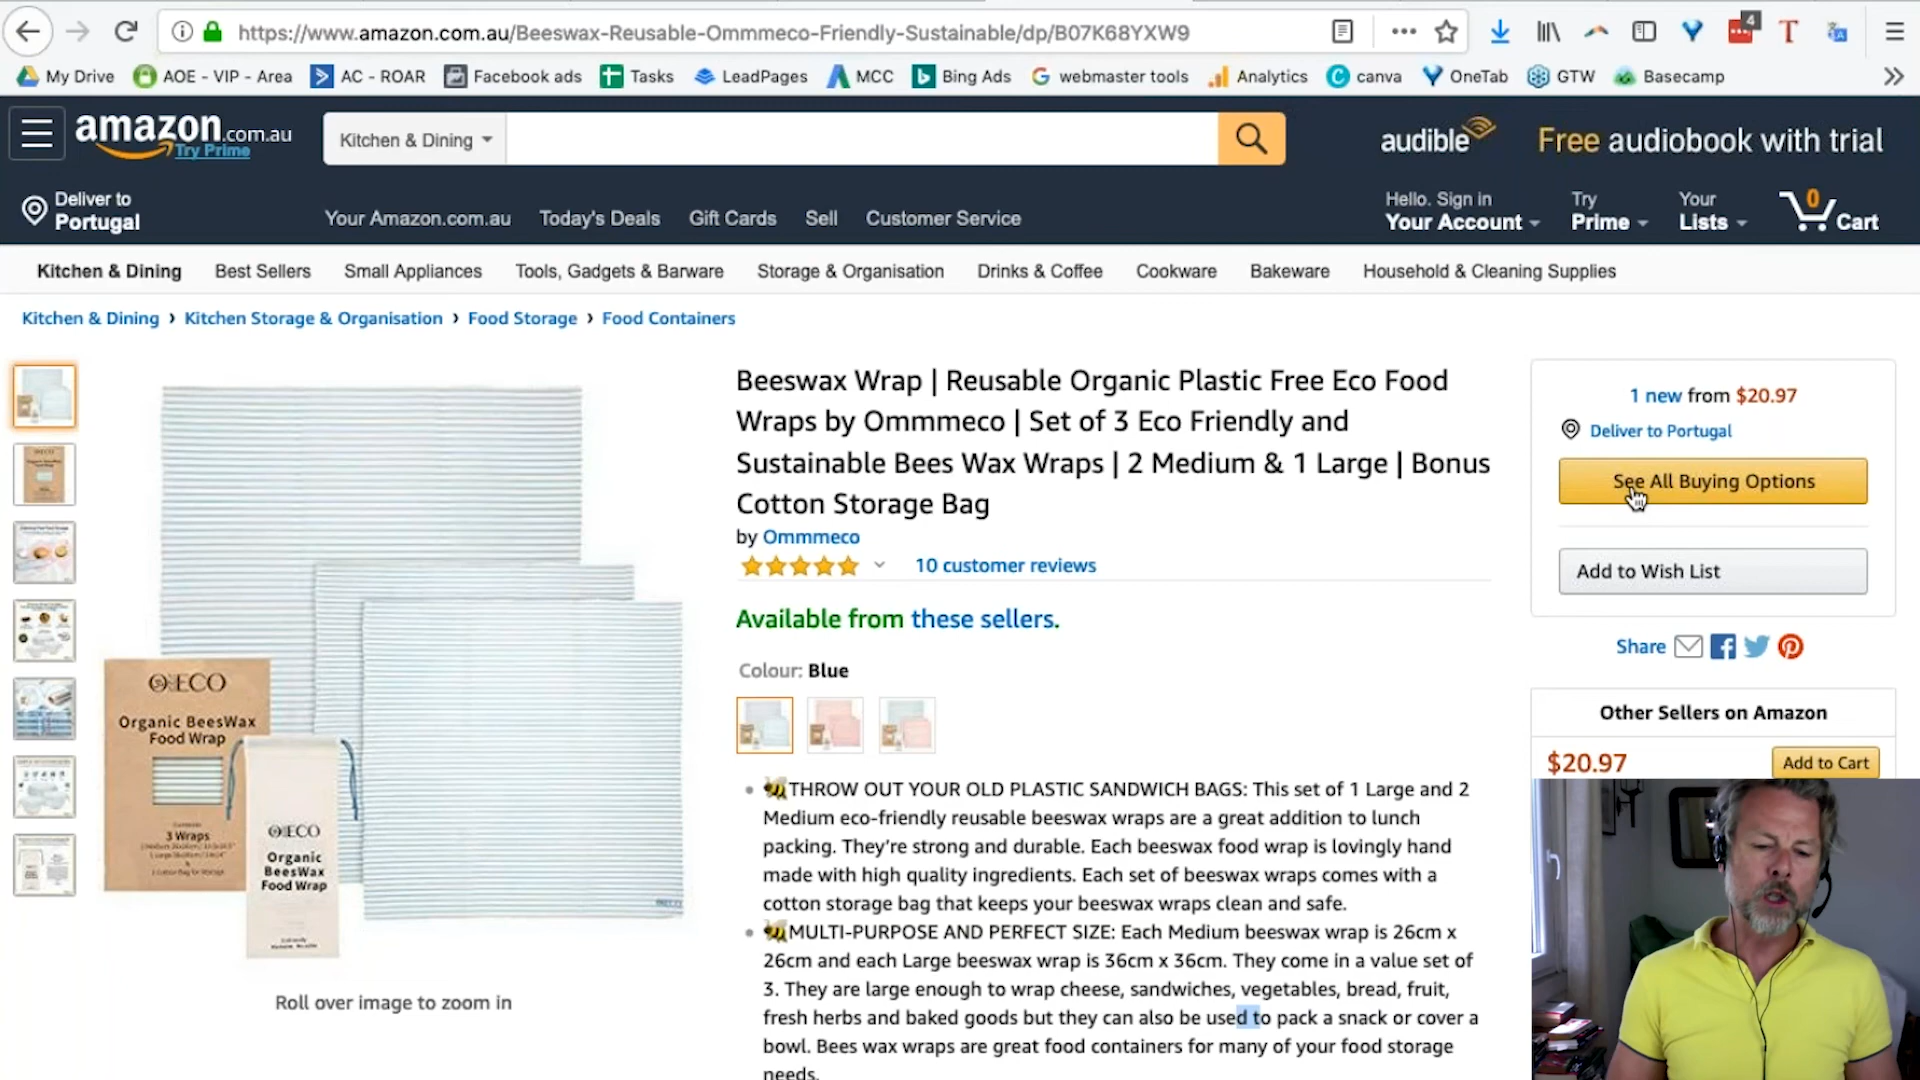 https://www.amazon.com.au/Beeswax-Reusable-Ommmeco-Friendly-Sustainable/dp/B07K68YXW9
4
My Drive
AOE - VIP - Area
AC - ROAR
Facebook ads
Tasks
LeadPages
MCC
Bing Ads
webmaster tools
Analytics
canva
OneTab
GTW
Basecamp
amazon.com.au
Try Prime
Kitchen & Dining
audible
Free audiobook with trial
Deliver to
Portugal
Your Amazon.com.au
Today's Deals
Gift Cards
Sell
Customer Service
Hello. Sign in
Your Account
Try
Prime
Your
Lists
0
Cart
Kitchen & Dining
Best Sellers
Small Appliances
Tools, Gadgets & Barware
Storage & Organisation
Drinks & Coffee
Cookware
Bakeware
Household & Cleaning Supplies
Kitchen & Dining › Kitchen Storage & Organisation › Food Storage › Food Containers
Beeswax Wrap | Reusable Organic Plastic Free Eco Food
Wraps by Ommmeco | Set of 3 Eco Friendly and
Sustainable Bees Wax Wraps | 2 Medium & 1 Large | Bonus
Cotton Storage Bag
by Ommmeco
10 customer reviews
Available from these sellers.
Colour: Blue
THROW OUT YOUR OLD PLASTIC SANDWICH BAGS: This set of 1 Large and 2
Medium eco-friendly reusable beeswax wraps are a great addition to lunch
packing. They're strong and durable. Each beeswax food wrap is lovingly hand
made with high quality ingredients. Each set of beeswax wraps comes with a
cotton storage bag that keeps your beeswax wraps clean and safe.
MULTI-PURPOSE AND PERFECT SIZE: Each Medium beeswax wrap is 26cm x
26cm and each Large beeswax wrap is 36cm x 36cm. They come in a value set of
3. They are large enough to wrap cheese, sandwiches, vegetables, bread, fruit,
fresh herbs and baked goods but they can also be used to pack a snack or cover a
bowl. Bees wax wraps are great food containers for many of your food storage
needs.
1 new from $20.97
Deliver to Portugal
See All Buying Options
Add to Wish List
Share
Other Sellers on Amazon
$20.97
Add to Cart
ECO
Organic BeesWax
Food Wrap
3 Wraps
ECO
Organic
BeesWax
Food Wrap
Roll over image to zoom in